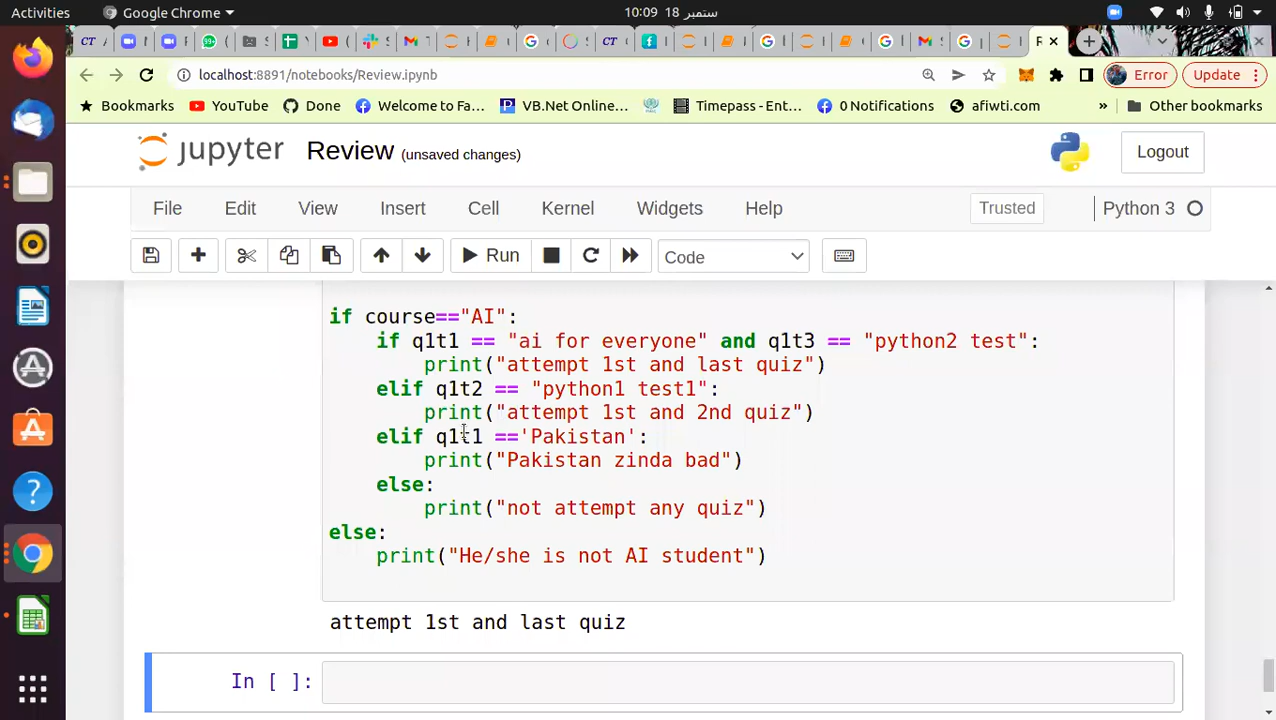 Activities
Google Chrome
10:09 18 ستمبر
CT
localhost:8891/notebooks/Review.ipynb
Error
Update
Bookmarks
YouTube
Done
Welcome to Fa...
VB.Net Online...
Timepass - Ent...
0 Notifications
afiwti.com
»
Other bookmarks
jupyter
Review (unsaved changes)
Logout
File
Edit
View
Insert
Cell
Kernel
Widgets
Help
Trusted
Python 3
Run
Code
if course=="AI":
if q1t1 == "ai for everyone" and q1t3 == "python2 test":
print("attempt 1st and last quiz")
elif q1t2 == "python1 test1":
print("attempt 1st and 2nd quiz")
elif q1t1 =='Pakistan':
print("Pakistan zinda bad")
else:
print("not attempt any quiz")
else:
print("He/she is not AI student")
attempt 1st and last quiz
In [ ]: